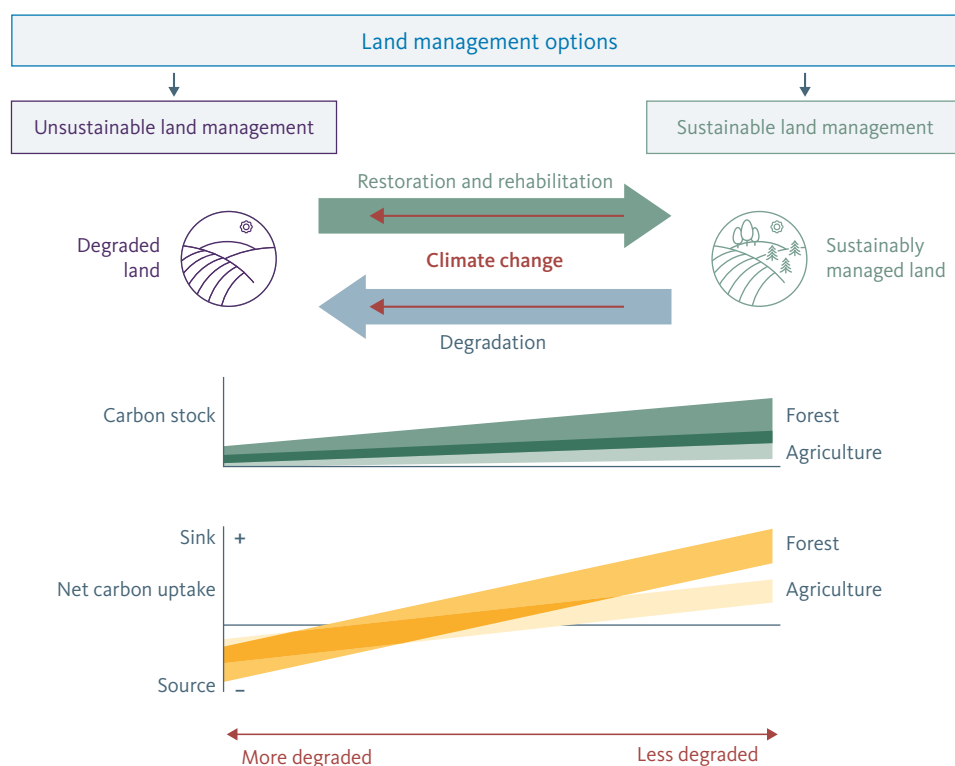 Land management options
Unsustainable land management
Sustainable land management
Restoration and rehabilitation
Degraded
land
Climate change
Sustainably
managed land
Degradation
Carbon stock
Forest
Agriculture
Sink +
Forest
Net carbon uptake
Agriculture
Source –
More degraded
Less degraded